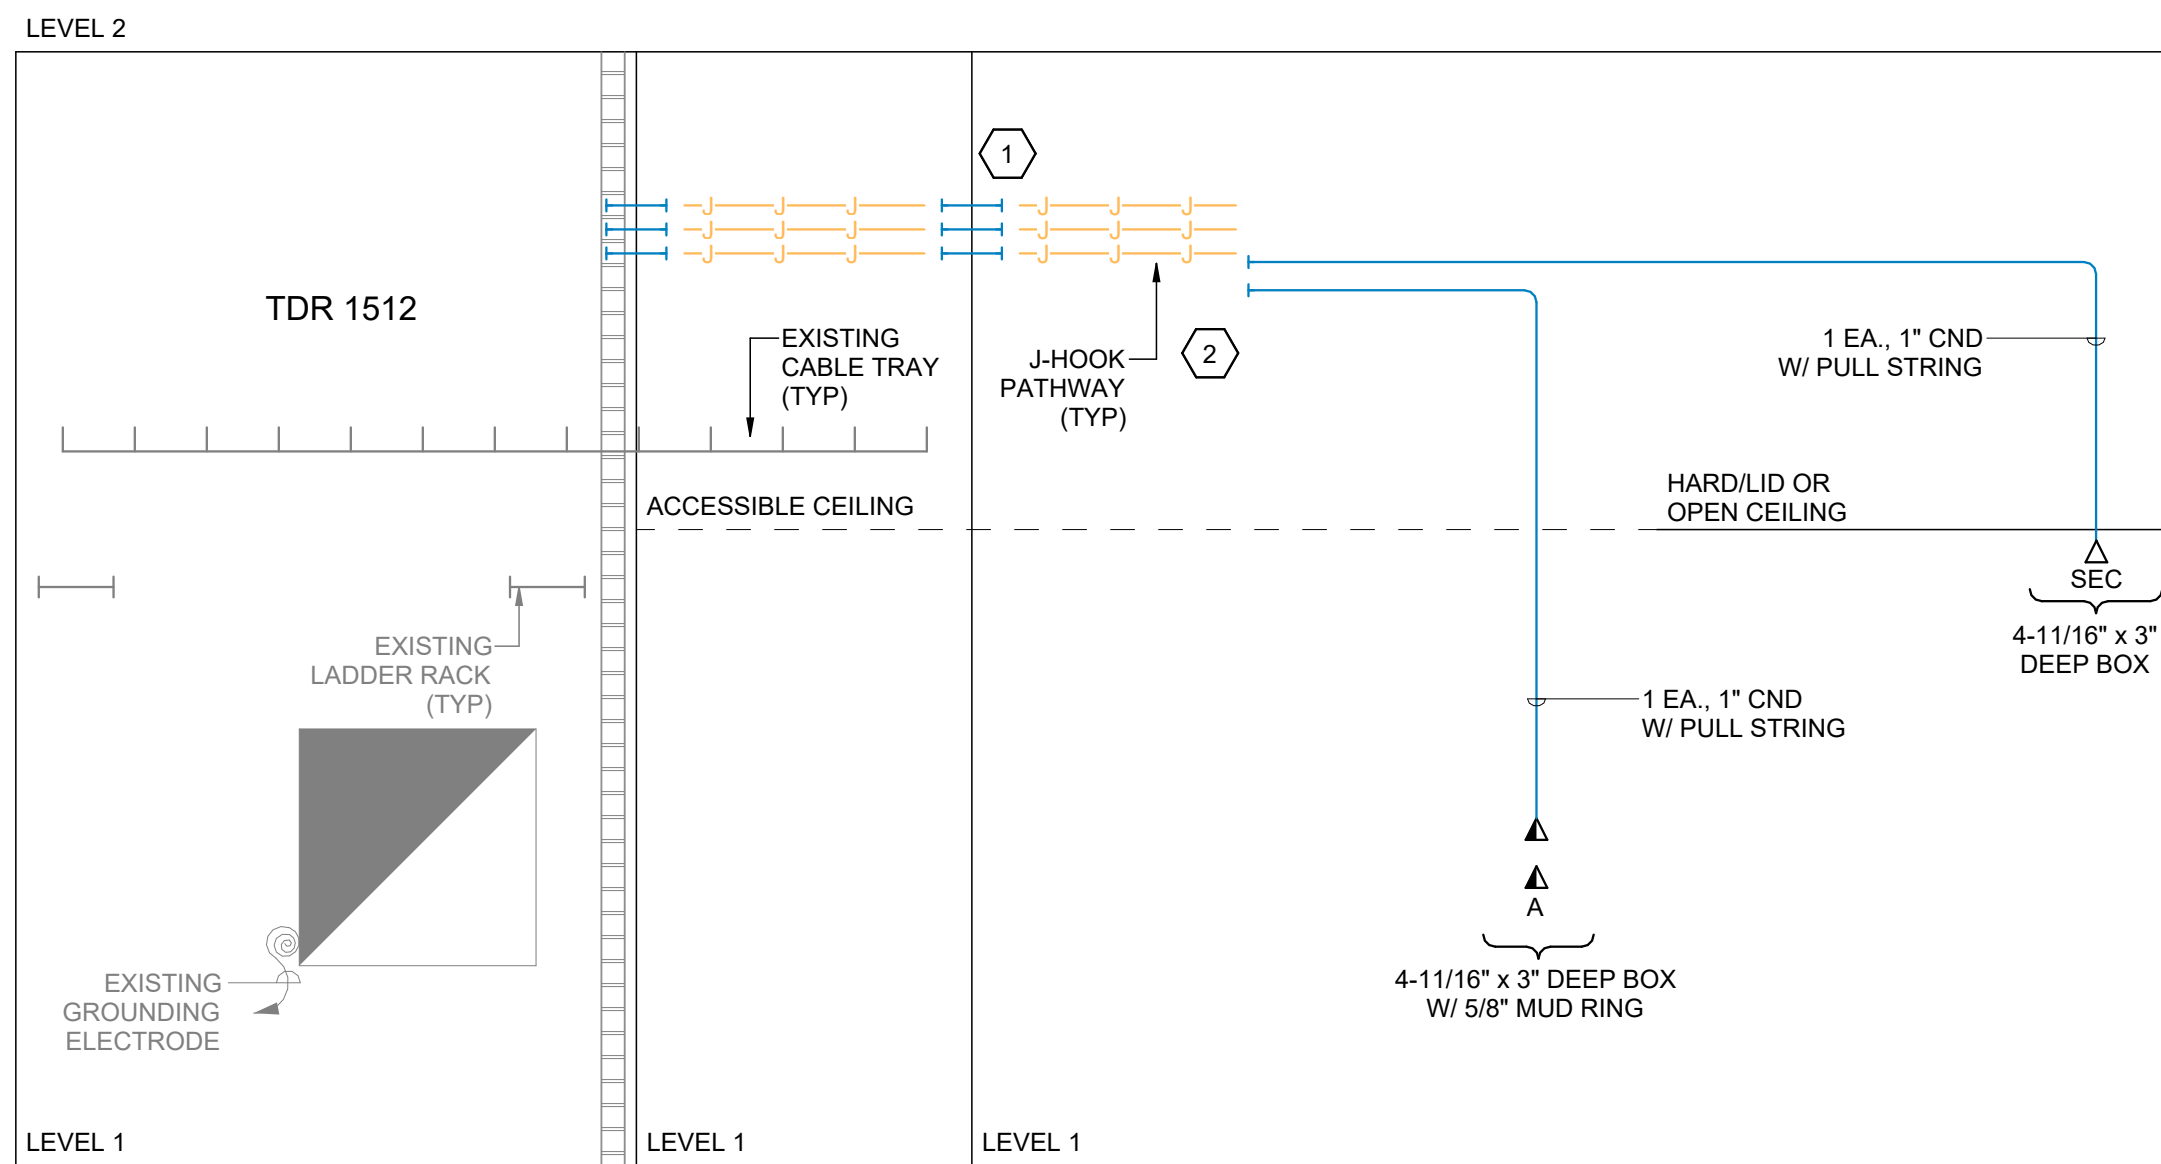 LEVEL 2
1
TDR 1512
EXISTING
CABLE TRAY
(TYP)
J-HOOK
PATHWAY
(TYP)
2
1 EA., 1" CND
W/ PULL STRING
ACCESSIBLE CEILING
HARD/LID OR
OPEN CEILING
SEC
4-11/16" x 3"
DEEP BOX
EXISTING
LADDER RACK
(TYP)
1 EA., 1" CND
W/ PULL STRING
A
4-11/16" x 3" DEEP BOX
W/ 5/8" MUD RING
EXISTING
GROUNDING
ELECTRODE
LEVEL 1
LEVEL 1
LEVEL 1